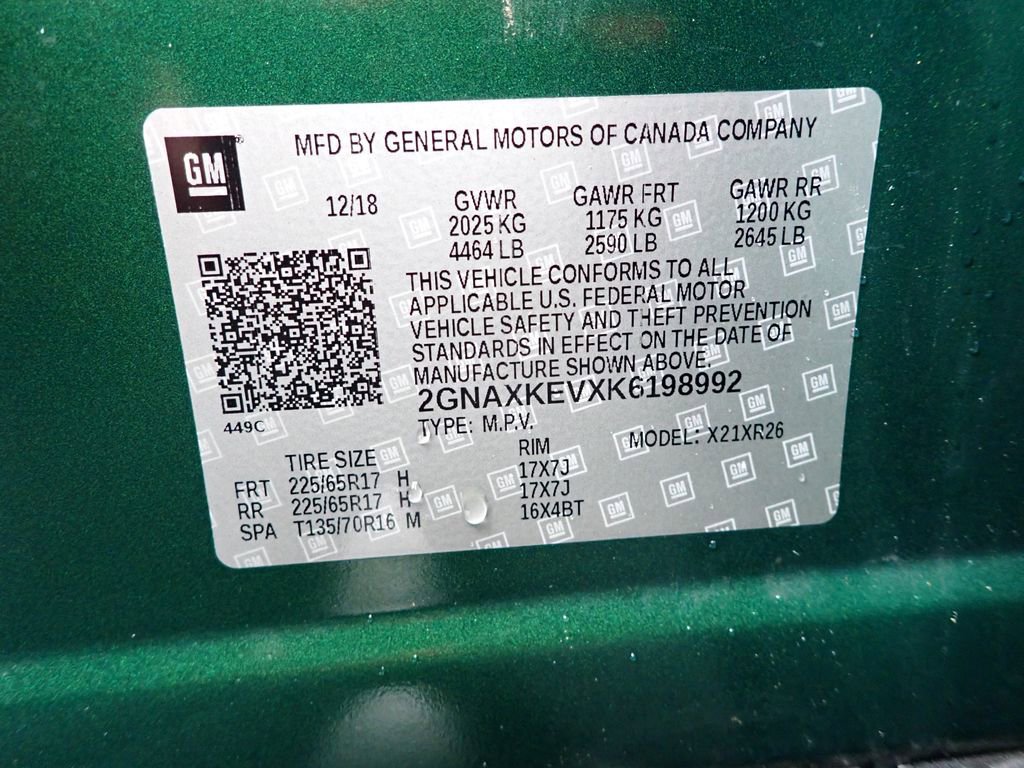 GM
MFD BY GENERAL MOTORS OF CANADA COMPANY
12/18
GVWR
2025 KG
4464 LB
GAWR FRT
1175 KG
2590 LB
GAWR RR
1200 KG
2645 LB
THIS VEHICLE CONFORMS TO ALL
APPLICABLE U.S. FEDERAL MOTOR
VEHICLE SAFETY AND THEFT PREVENTION
STANDARDS IN EFFECT ON THE DATE OF
MANUFACTURE SHOWN ABOVE.
2GNAXKEVXK6198992
449C
TYPE: M.P.V.
MODEL: X21XR26
TIRE SIZE RIM
FRT 225/65R17 H 17X7J
RR 225/65R17 H 17X7J
SPA T135/70R16 M 16X4BT